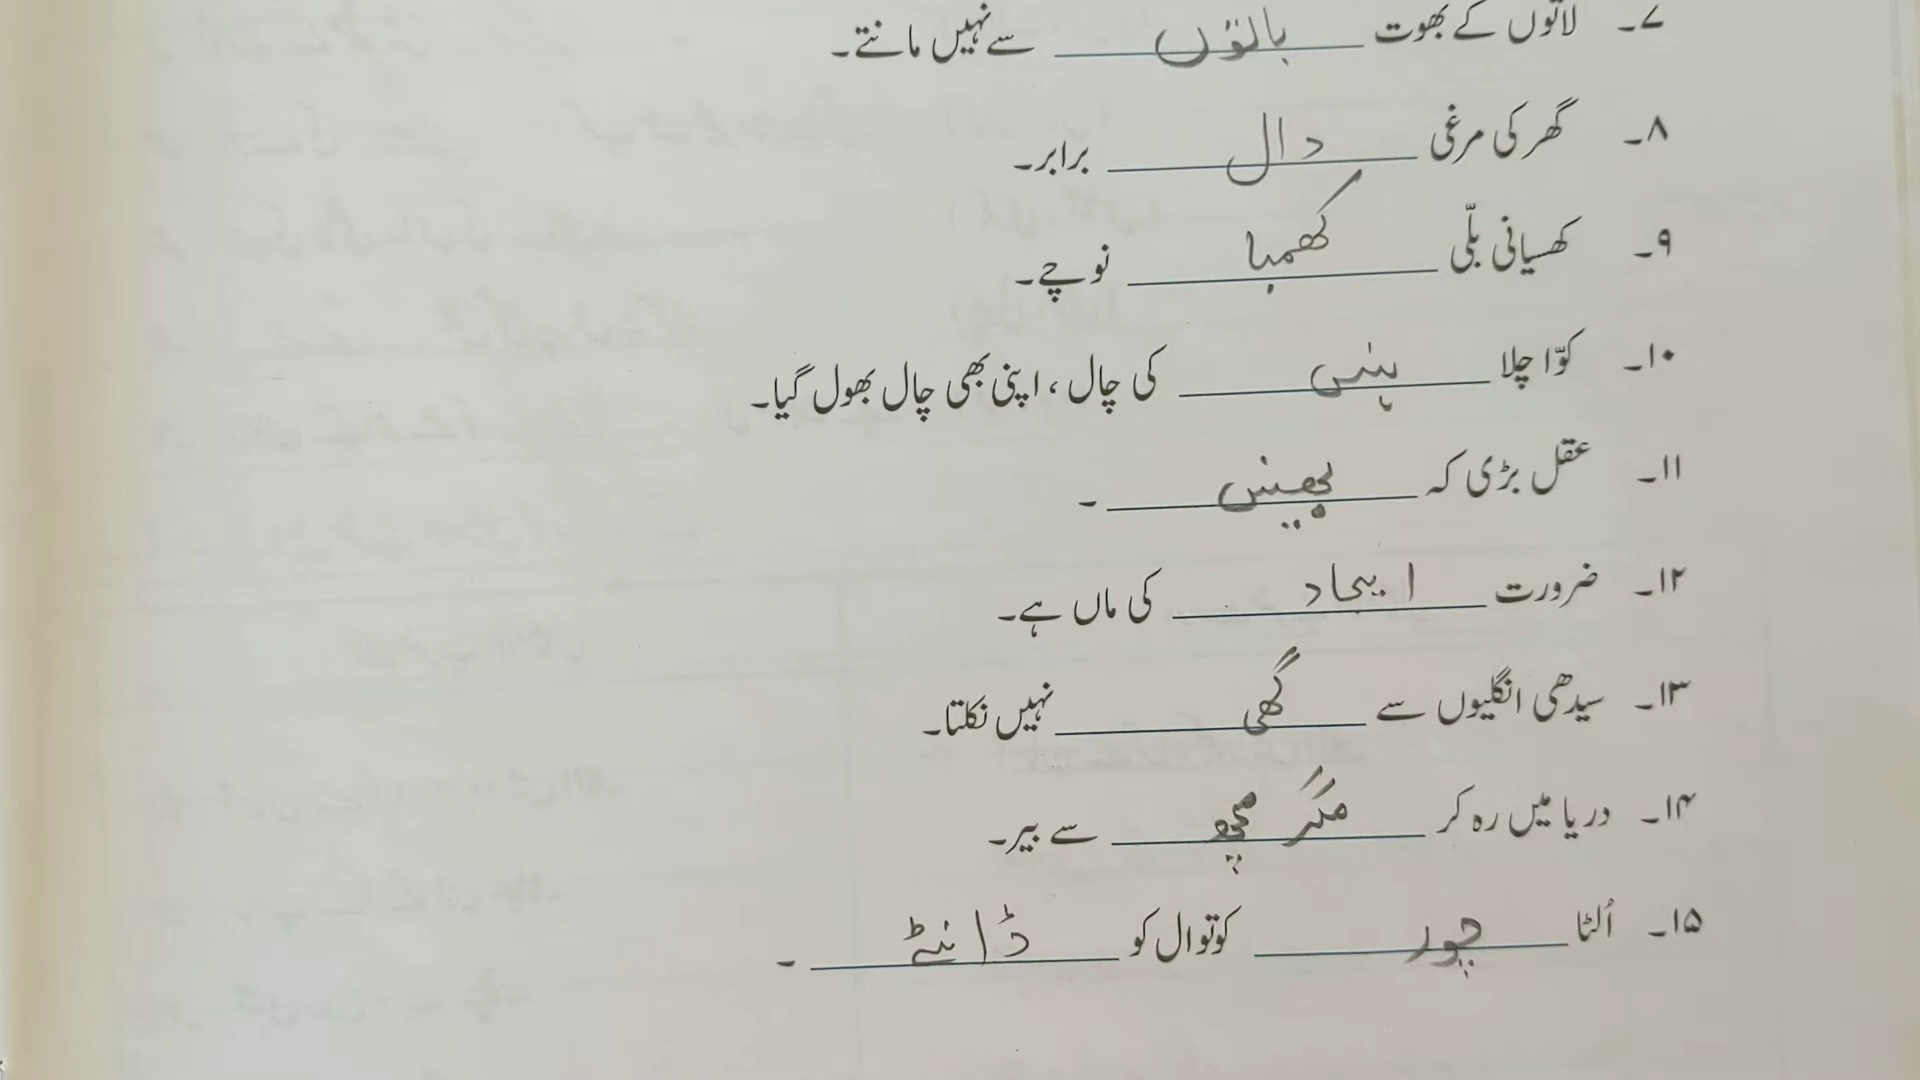 ۷۔ لاتوں کے بھوت باتوں سے نہیں مانتے۔
۸۔ گھر کی مرغی دال برابر۔
۹۔ کھسیانی بلّی کھمبا نوچے۔
۱۰۔ کوّا چلا ہنس کی چال، اپنی بھی چال بھول گیا۔
۱۱۔ عقل بڑی کہ بھینس ۔
۱۲۔ ضرورت ایجاد کی ماں ہے۔
۱۳۔ سیدھی انگلیوں سے گھی نہیں نکلتا۔
۱۴۔ دریا میں رہ کر مگر مچھ سے بیر۔
۱۵۔ اُلٹا چور کوتوال کو ڈانٹے ۔